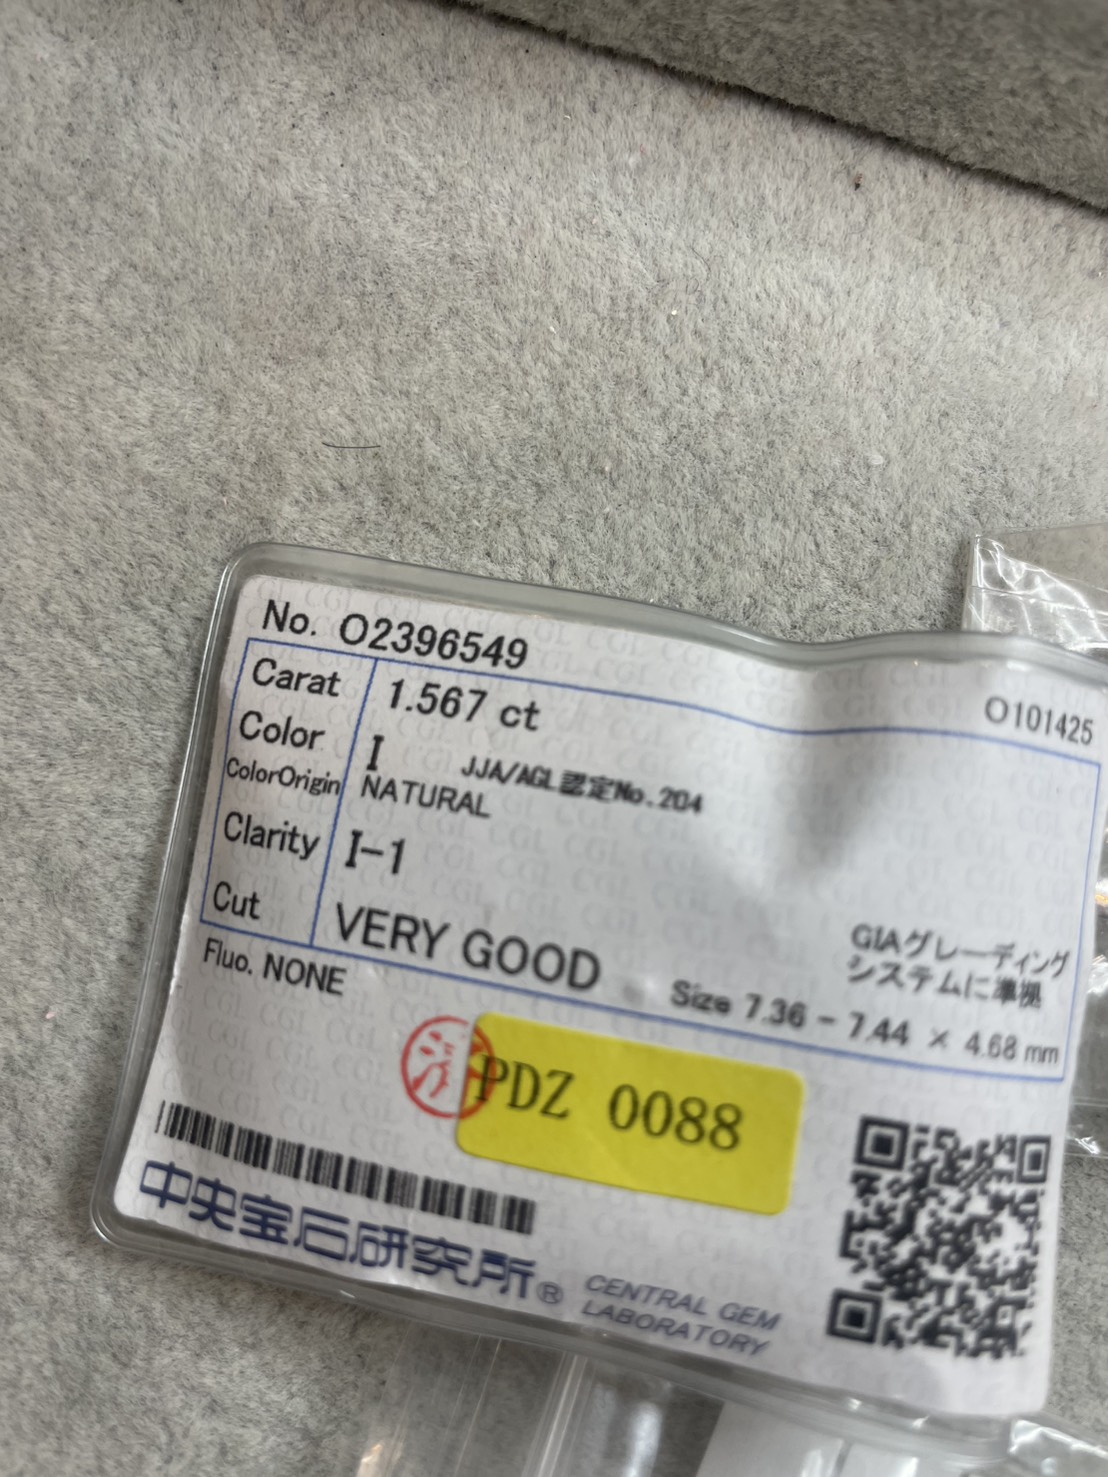 No. O2396549
O101425
Carat 1.567 ct
Color I JJA/AGL認定No.204
ColorOrigin NATURAL
Clarity I-1
Cut VERY GOOD
GIAグレーディング
システムに準拠
Fluo. NONE
Size 7.36 - 7.44 × 4.68 mm
PDZ 0088
中央宝石研究所®
CENTRAL GEM
LABORATORY